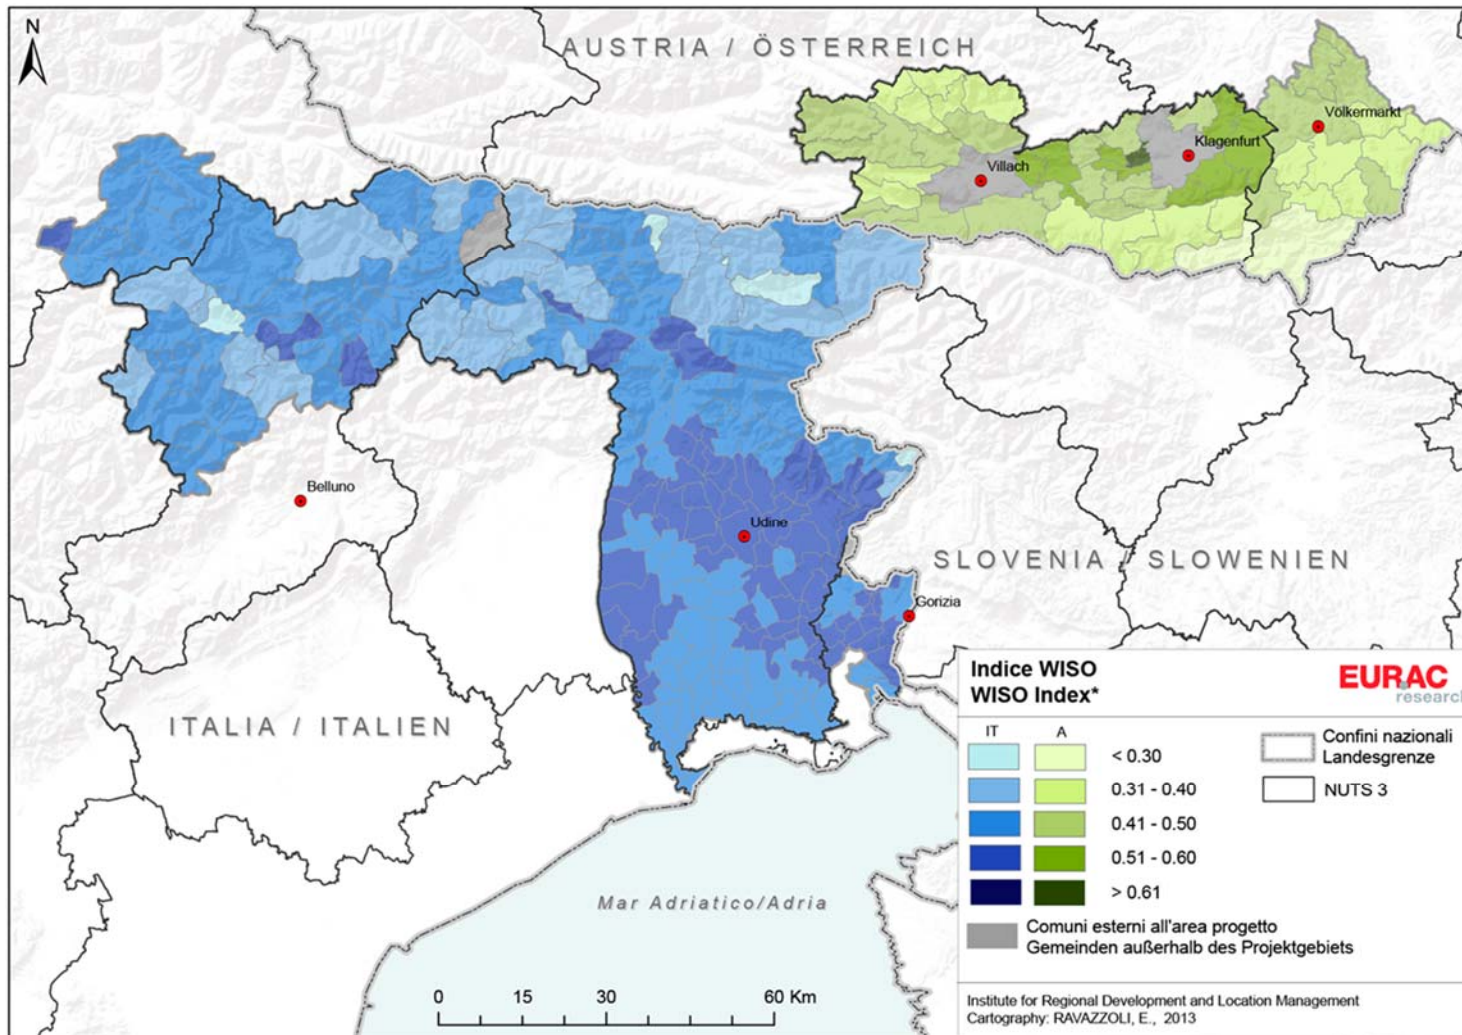 N
AUSTRIA / ÖSTERREICH
Völkermarkt
Klagenfurt
Villach
Belluno
Udine
SLOVENIA / SLOWENIEN
Gorizia
ITALIA / ITALIEN
Mar Adriatico/Adria
0 15 30 60 Km
Indice WISO
WISO Index*
EURAC
research
IT A
< 0.30
0.31 - 0.40
0.41 - 0.50
0.51 - 0.60
> 0.61
Confini nazionali
Landesgrenze
NUTS 3
Comuni esterni all'area progetto
Gemeinden außerhalb des Projektgebiets
Institute for Regional Development and Location Management
Cartography: RAVAZZOLI, E., 2013